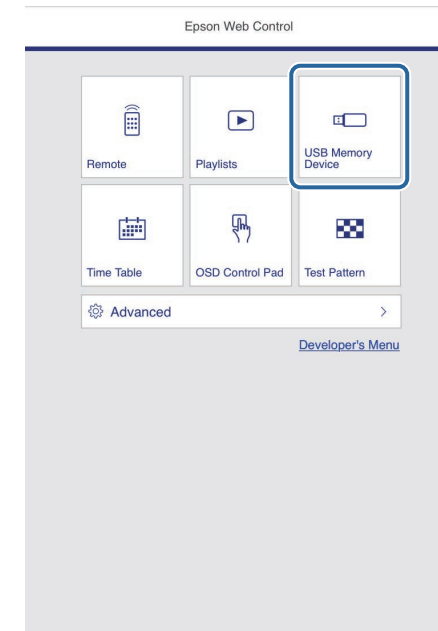 Epson Web Control
Remote
Playlists
USB Memory
Device
Time Table
OSD Control Pad
Test Pattern
Advanced
Developer's Menu